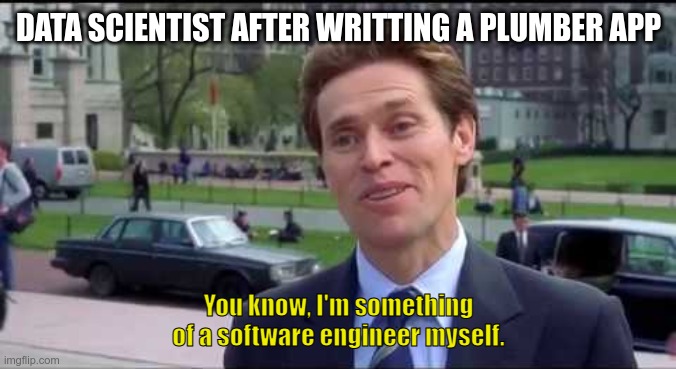 DATA SCIENTIST AFTER WRITTING A PLUMBER APP
You know, I'm something
of a software engineer myself.
imgflip.com